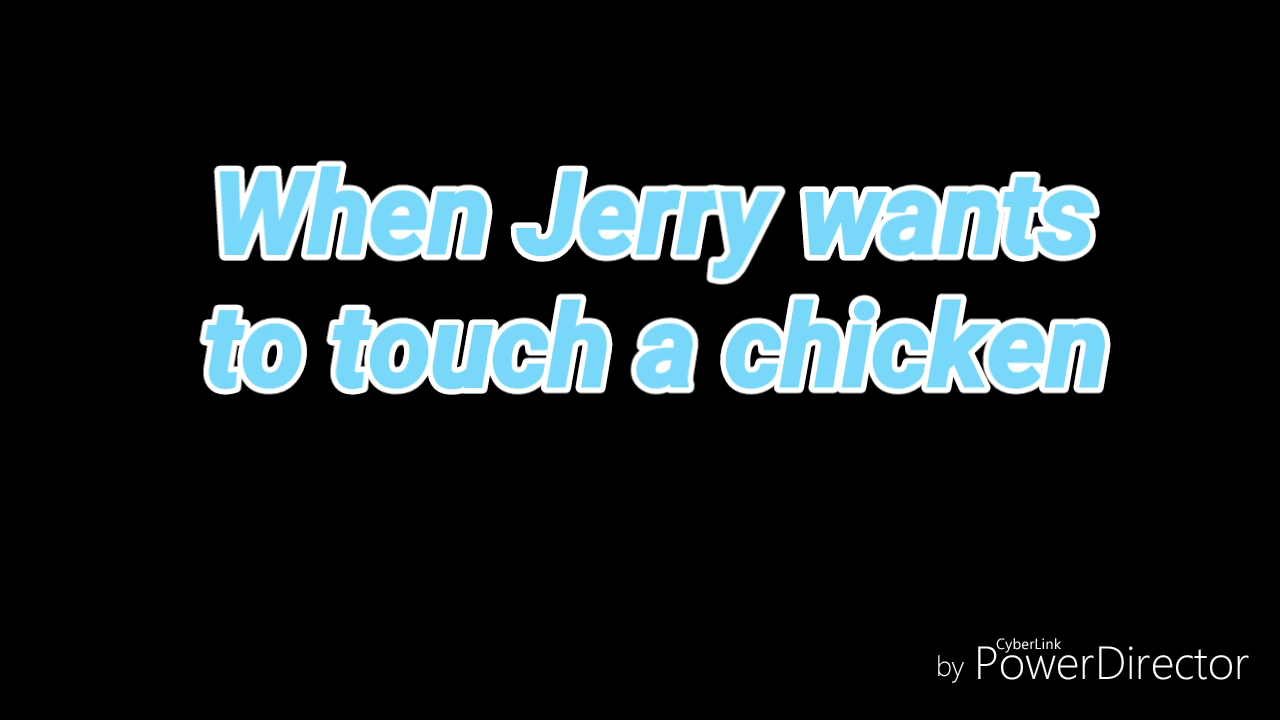 When Jerry wants
to touch a chicken
CyberLink
by PowerDirector